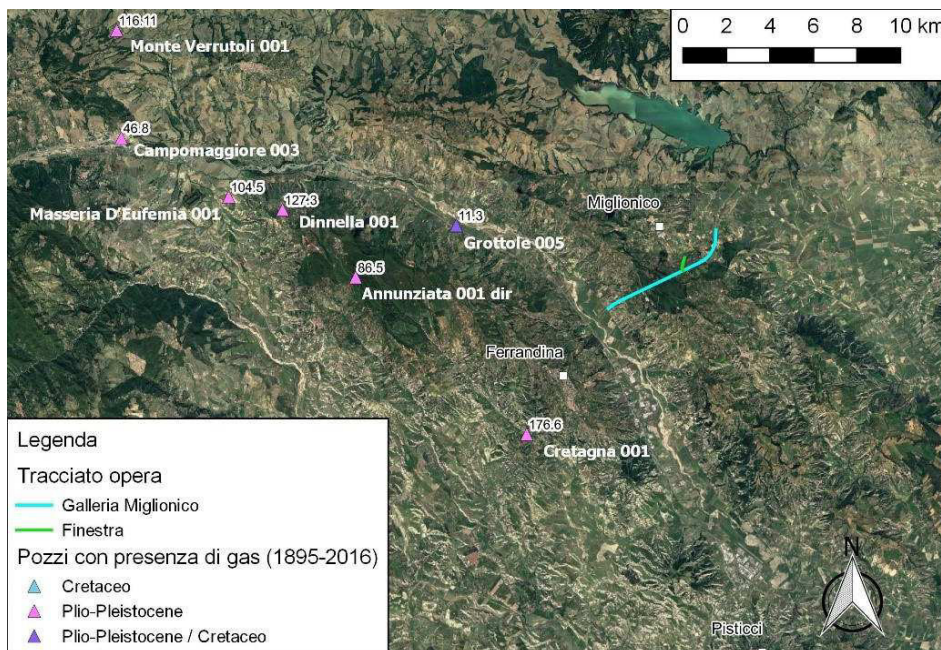 116.11
Monte Verrutoli 001
0 2 4 6 8 10 km
46.8
Campomaggiore 003
104.5
Masseria D'Eufemia 001
127.3
Dinnella 001
11.3
Grottole 005
Miglionico
86.5
Annunziata 001 dir
Ferrandina
176.6
Cretagna 001
Legenda
Tracciato opera
Galleria Miglionico
Finestra
Pozzi con presenza di gas (1895-2016)
Cretaceo
Plio-Pleistocene
Plio-Pleistocene / Cretaceo
N
Pisticci